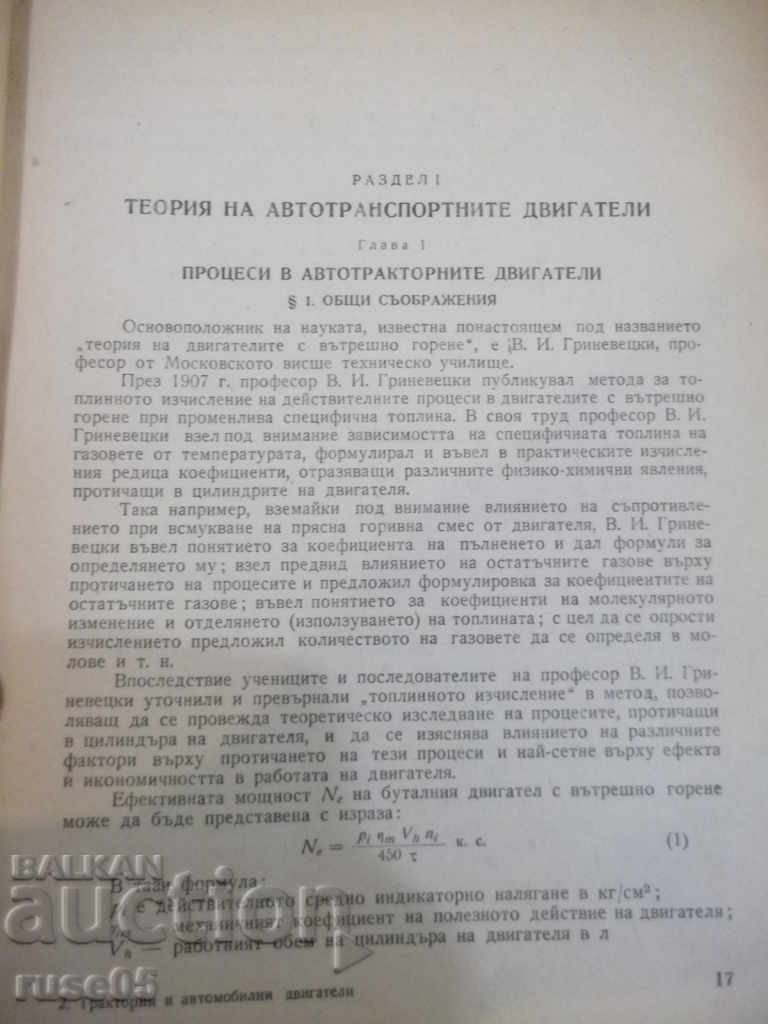 РАЗДЕЛ I
ТЕОРИЯ НА АВТОТРАНСПОРТНИТЕ ДВИГАТЕЛИ
Глава I
ПРОЦЕСИ В АВТОТРАКТОРНИТЕ ДВИГАТЕЛИ
§ 1. ОБЩИ СЪОБРАЖЕНИЯ
Основоположник на науката, известна понастоящем под названието
„теория на двигателите с вътрешно горене“, е В. И. Гриневецки, про-
фесор от Московското висше техническо училище.
През 1907 г. професор В. И. Гриневецки публикувал метода за то-
плинното изчисление на действителните процеси в двигателите с вътрешно
горене при променлива специфична топлина. В своя труд професор В. И.
Гриневецки взел под внимание зависимостта на специфичната топлина на
газовете от температурата, формулирал и въвел в практическите изчисле-
ния редица коефициенти, отразяващи различните физико-химични явления,
протичащи в цилиндрите на двигателя.
Така например, вземайки под внимание влиянието на съпротивле-
нието при всмукване на прясна горивна смес от двигателя, В. И. Грине-
вецки въвел понятието за коефициента на пълненето и дал формули за
определянето му; взел предвид влиянието на остатъчните газове върху
протичането на процесите и предложил формулировка за коефициентите на
остатъчните газове; въвел понятието за коефициенти на молекулярното
изменение и отделянето (използуването) на топлината; с цел да се опрости
изчислението предложил количеството на газовете да се определя в мо-
лове и т. н.
Впоследствие учениците и последователите на професор В. И. Гри-
невецки уточнили и превърнали „топлинното изчисление“ в метод, позво-
ляващ да се провежда теоретическо изследване на процесите, протичащи
в цилиндъра на двигателя, и да се изяснява влиянието на различните
фактори върху протичането на тези процеси и най-сетне върху ефекта
и икономичността в работата на двигателя.
Ефективната мощност Nₑ на буталния двигател с вътрешно горене
може да бъде представена с израза:
Nₑ = pᵢ ηₘ Vₕ nᵢ / 450 τ к. с. (1)
В тази формула:
pᵢ е действителното средно индикаторно налягане в кг/см²;
ηₘ — механичният коефициент на полезното действие на двигателя;
Vₕ — работният обем на цилиндъра на двигателя в л
2. Тракторни и автомобилни двигатели
17
BALKAN
auction
ruse05